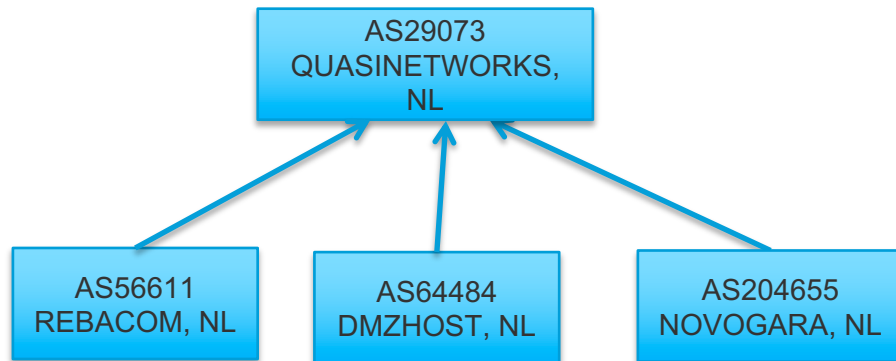 AS29073
QUASINETWORKS,
NL
AS56611
REBACOM, NL
AS64484
DMZHOST, NL
AS204655
NOVOGARA, NL